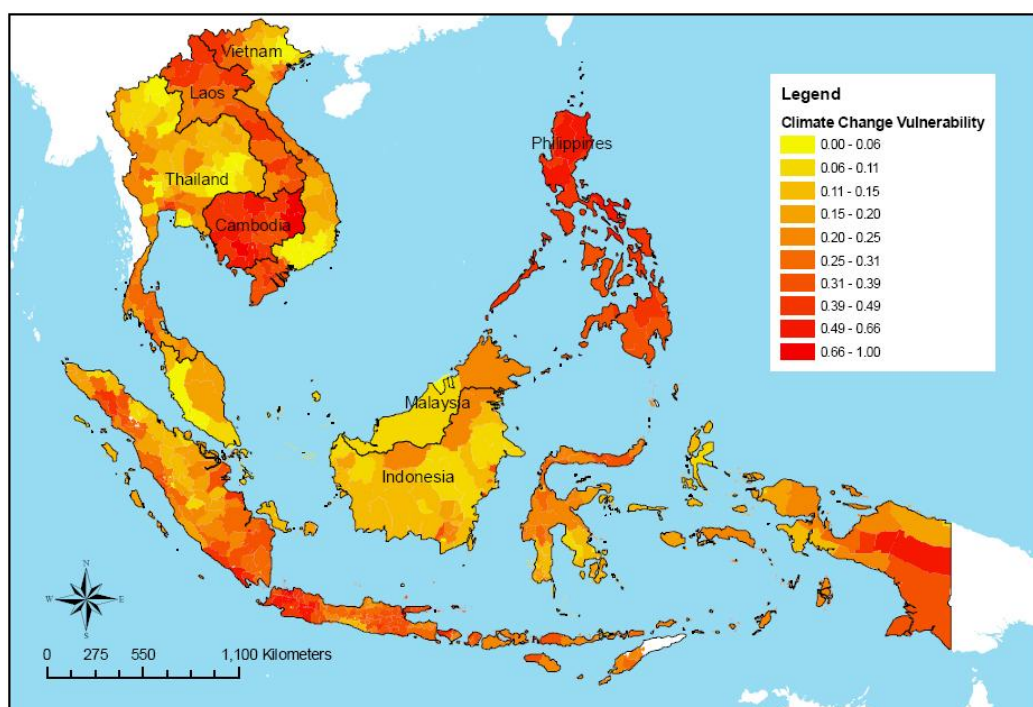 Vietnam
Laos
Thailand
Cambodia
Philippines
Malaysia
Indonesia
Legend
Climate Change Vulnerability
0.00 - 0.06
0.06 - 0.11
0.11 - 0.15
0.15 - 0.20
0.20 - 0.25
0.25 - 0.31
0.31 - 0.39
0.39 - 0.49
0.49 - 0.66
0.66 - 1.00
N
W E
S
0 275 550 1,100 Kilometers